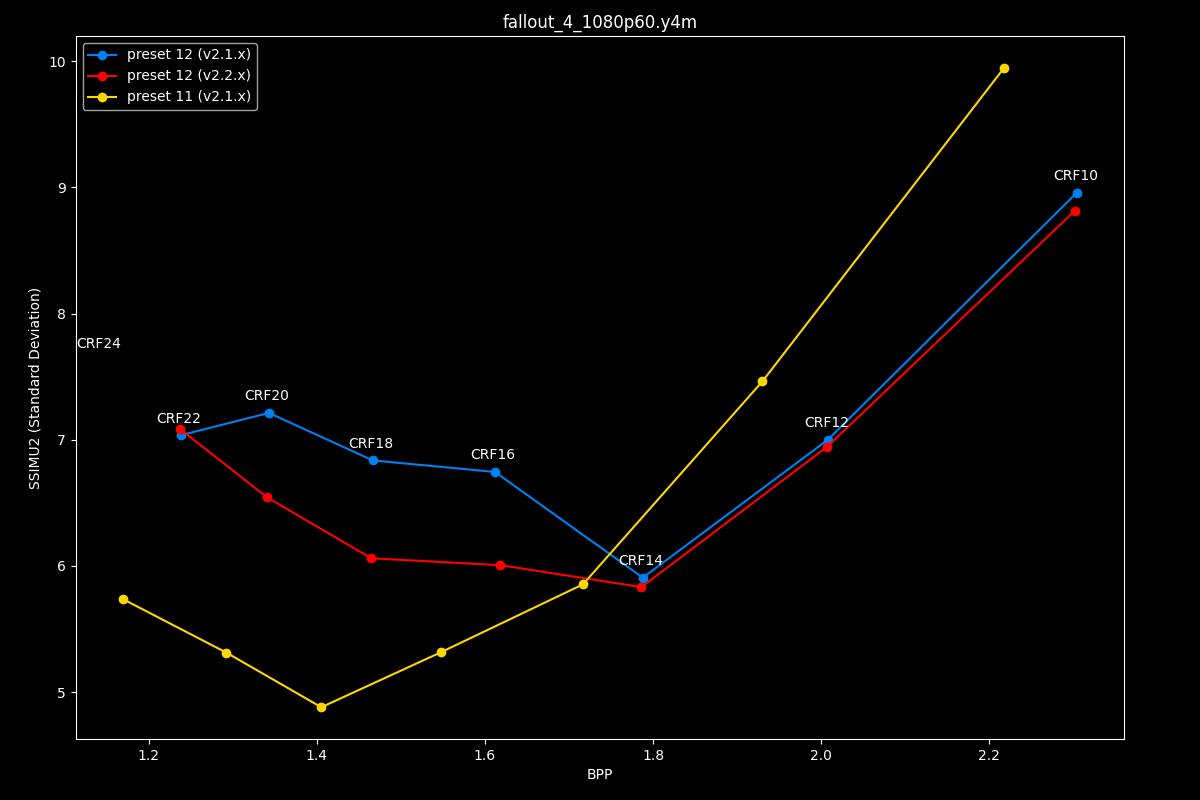 fallout_4_1080p60.y4m
preset 12 (v2.1.x)
preset 12 (v2.2.x)
preset 11 (v2.1.x)
10
9
8
7
6
5
SSIMU2 (Standard Deviation)
CRF10
CRF24
CRF20
CRF22
CRF12
CRF18
CRF16
CRF14
1.2
1.4
1.6
1.8
2.0
2.2
BPP